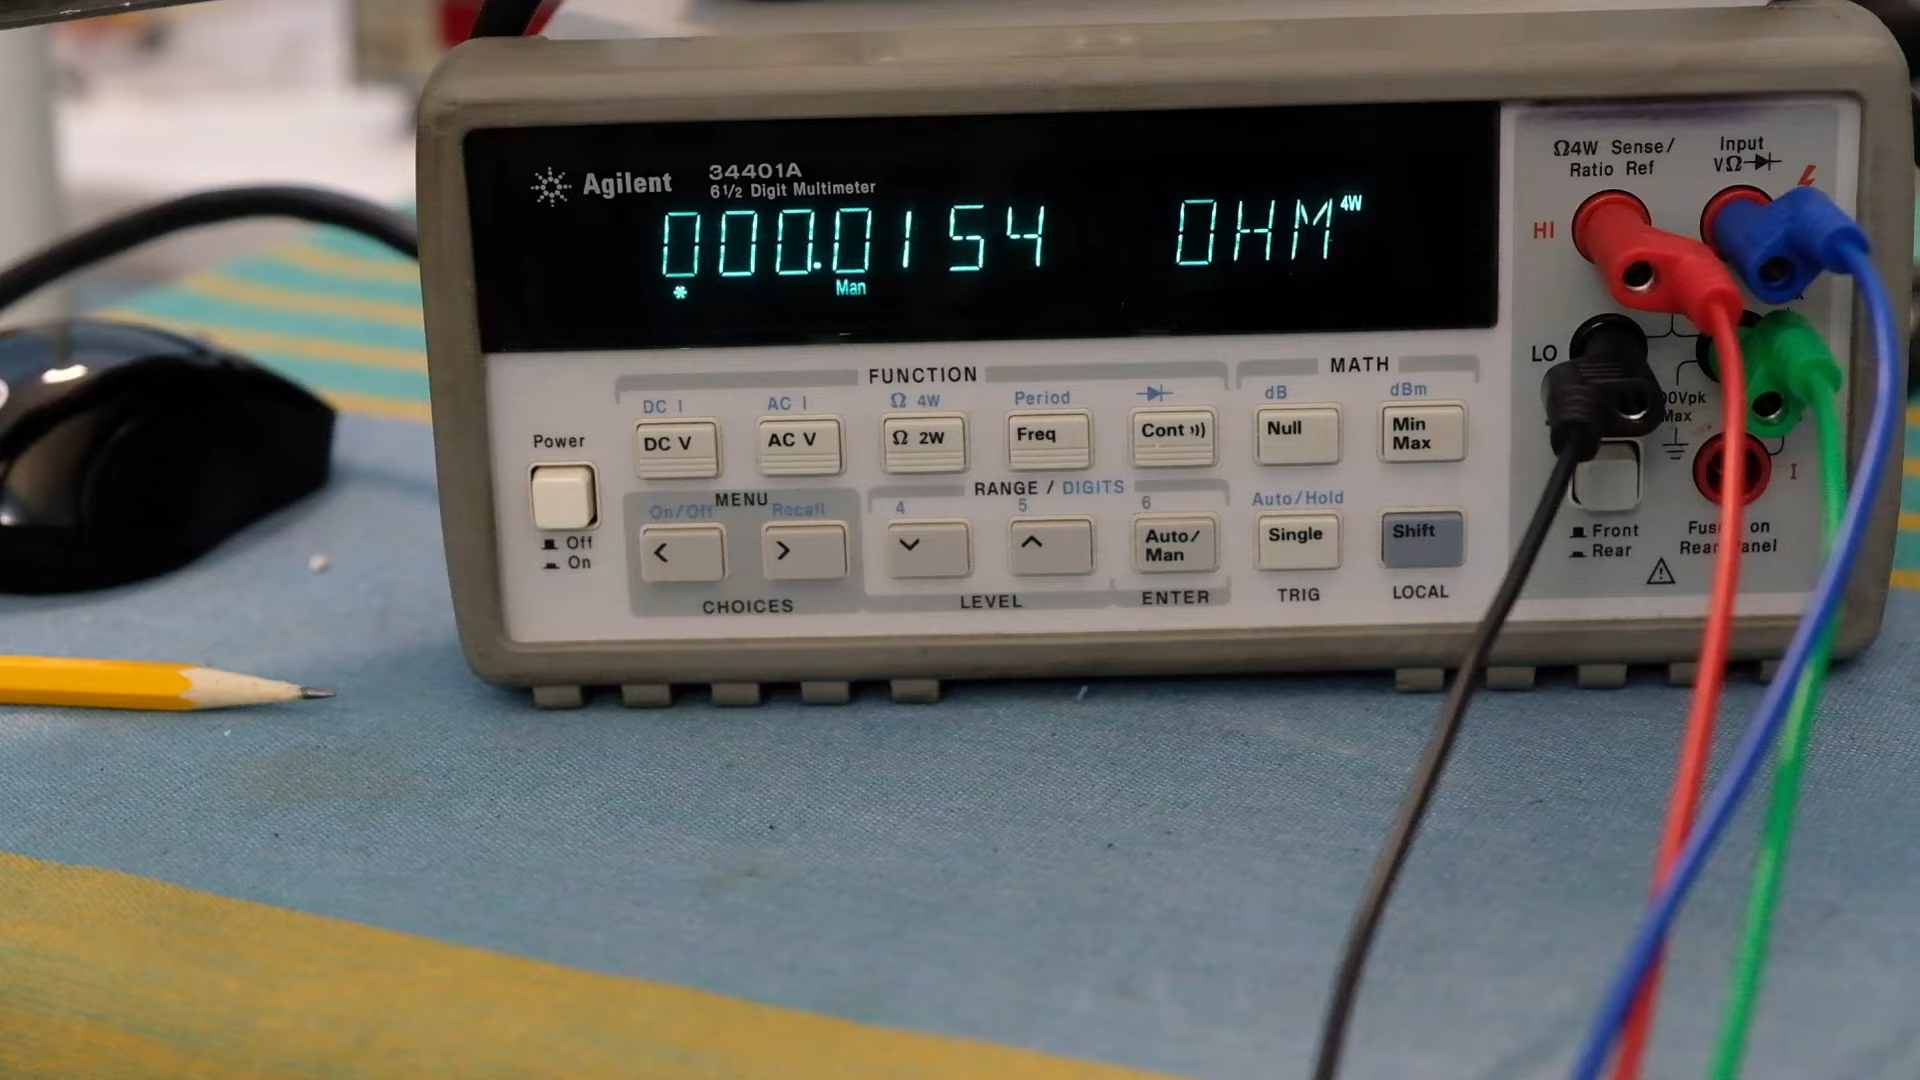 Agilent
34401A
6½ Digit Multimeter
000.0154 OHM 4W
* Man
Ω4W Sense/
Ratio Ref
Input
VΩ
HI
LO
Max
I
Front
Rear
Power
Off
On
FUNCTION
MATH
DC I
AC I
Ω 4W
Period
dB
dBm
DC V
AC V
Ω 2W
Freq
Cont
Null
Min
Max
MENU
RANGE / DIGITS
On/Off
Recall
4
5
6
Auto/Hold
<
>
Auto/
Man
Single
Shift
CHOICES
LEVEL
ENTER
TRIG
LOCAL